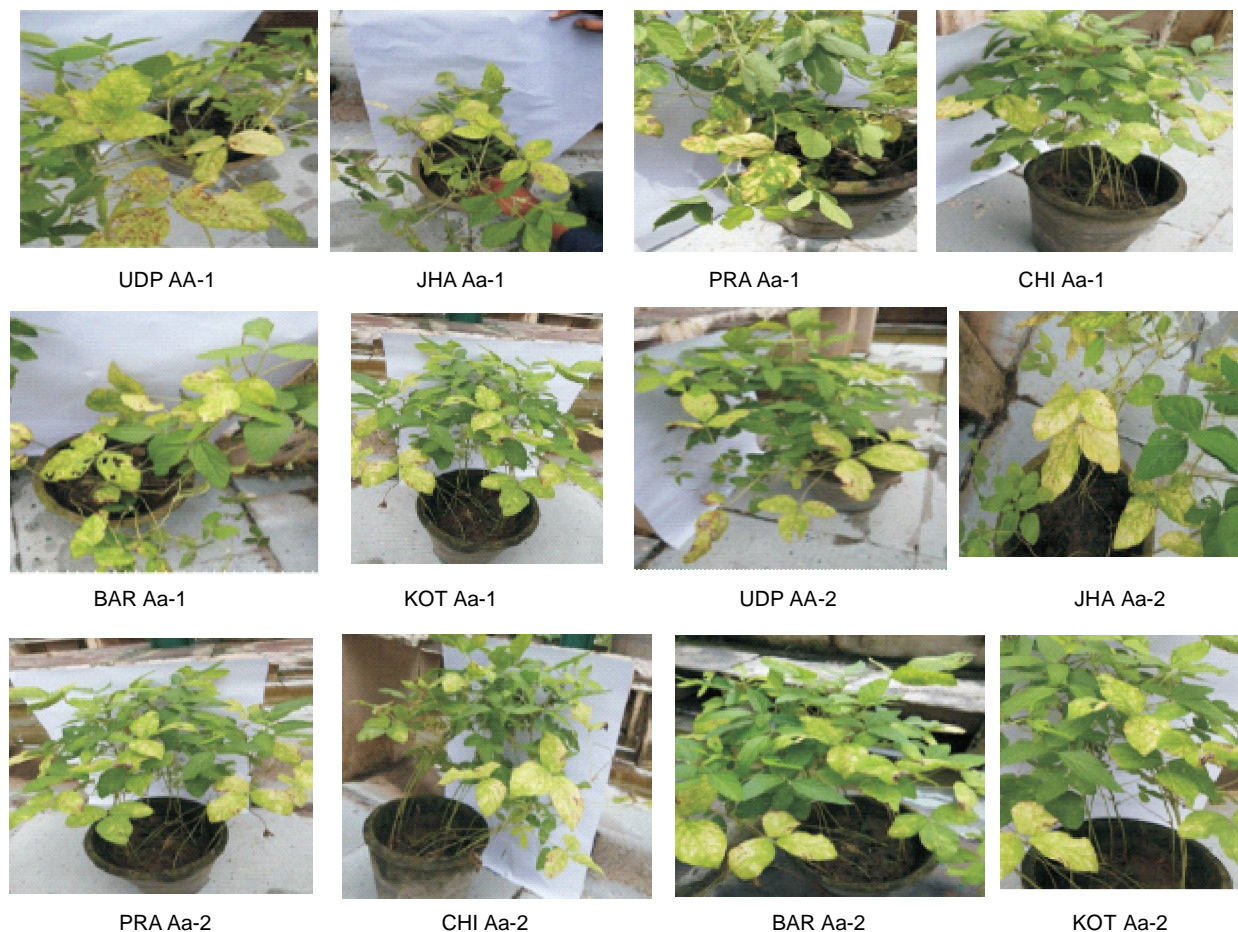 UDP AA-1
JHA Aa-1
PRA Aa-1
CHI Aa-1
BAR Aa-1
KOT Aa-1
UDP AA-2
JHA Aa-2
PRA Aa-2
CHI Aa-2
BAR Aa-2
KOT Aa-2